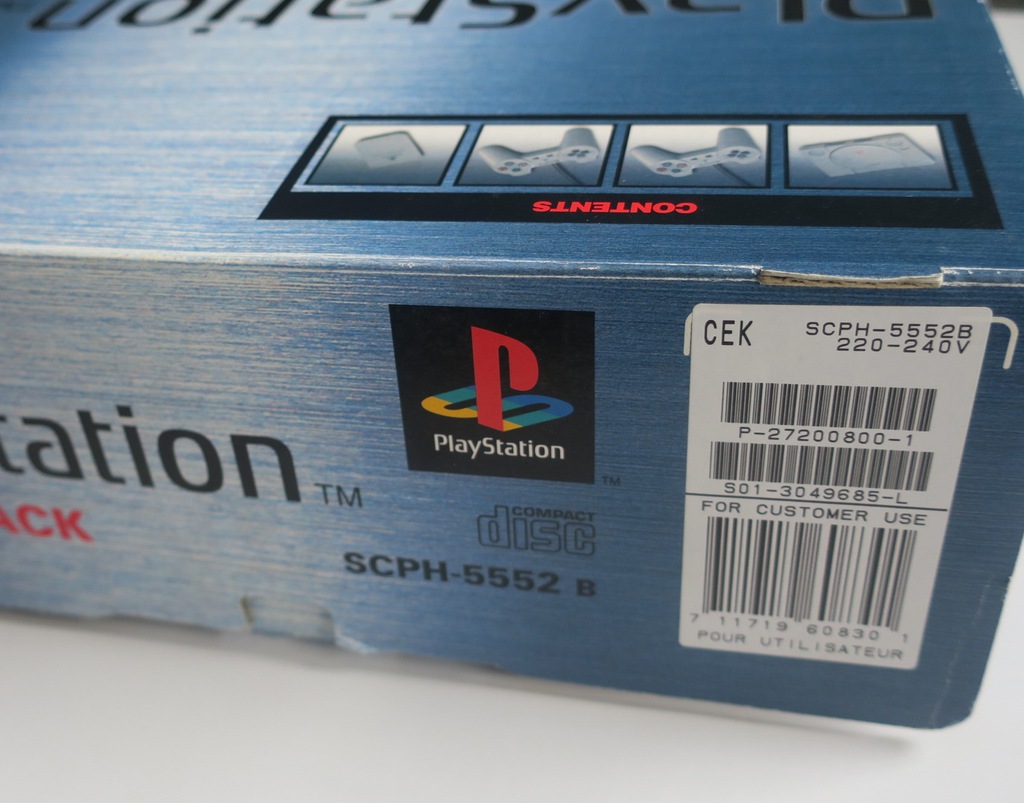 PlayStation
CONTENTS
tation TM
ACK
PlayStation
TM
COMPACT
disc
SCPH-5552 B
CEK SCPH-5552B
220-240V
P-27200800-1
S01-3049685-L
FOR CUSTOMER USE
7 11719 60830 1
POUR UTILISATEUR